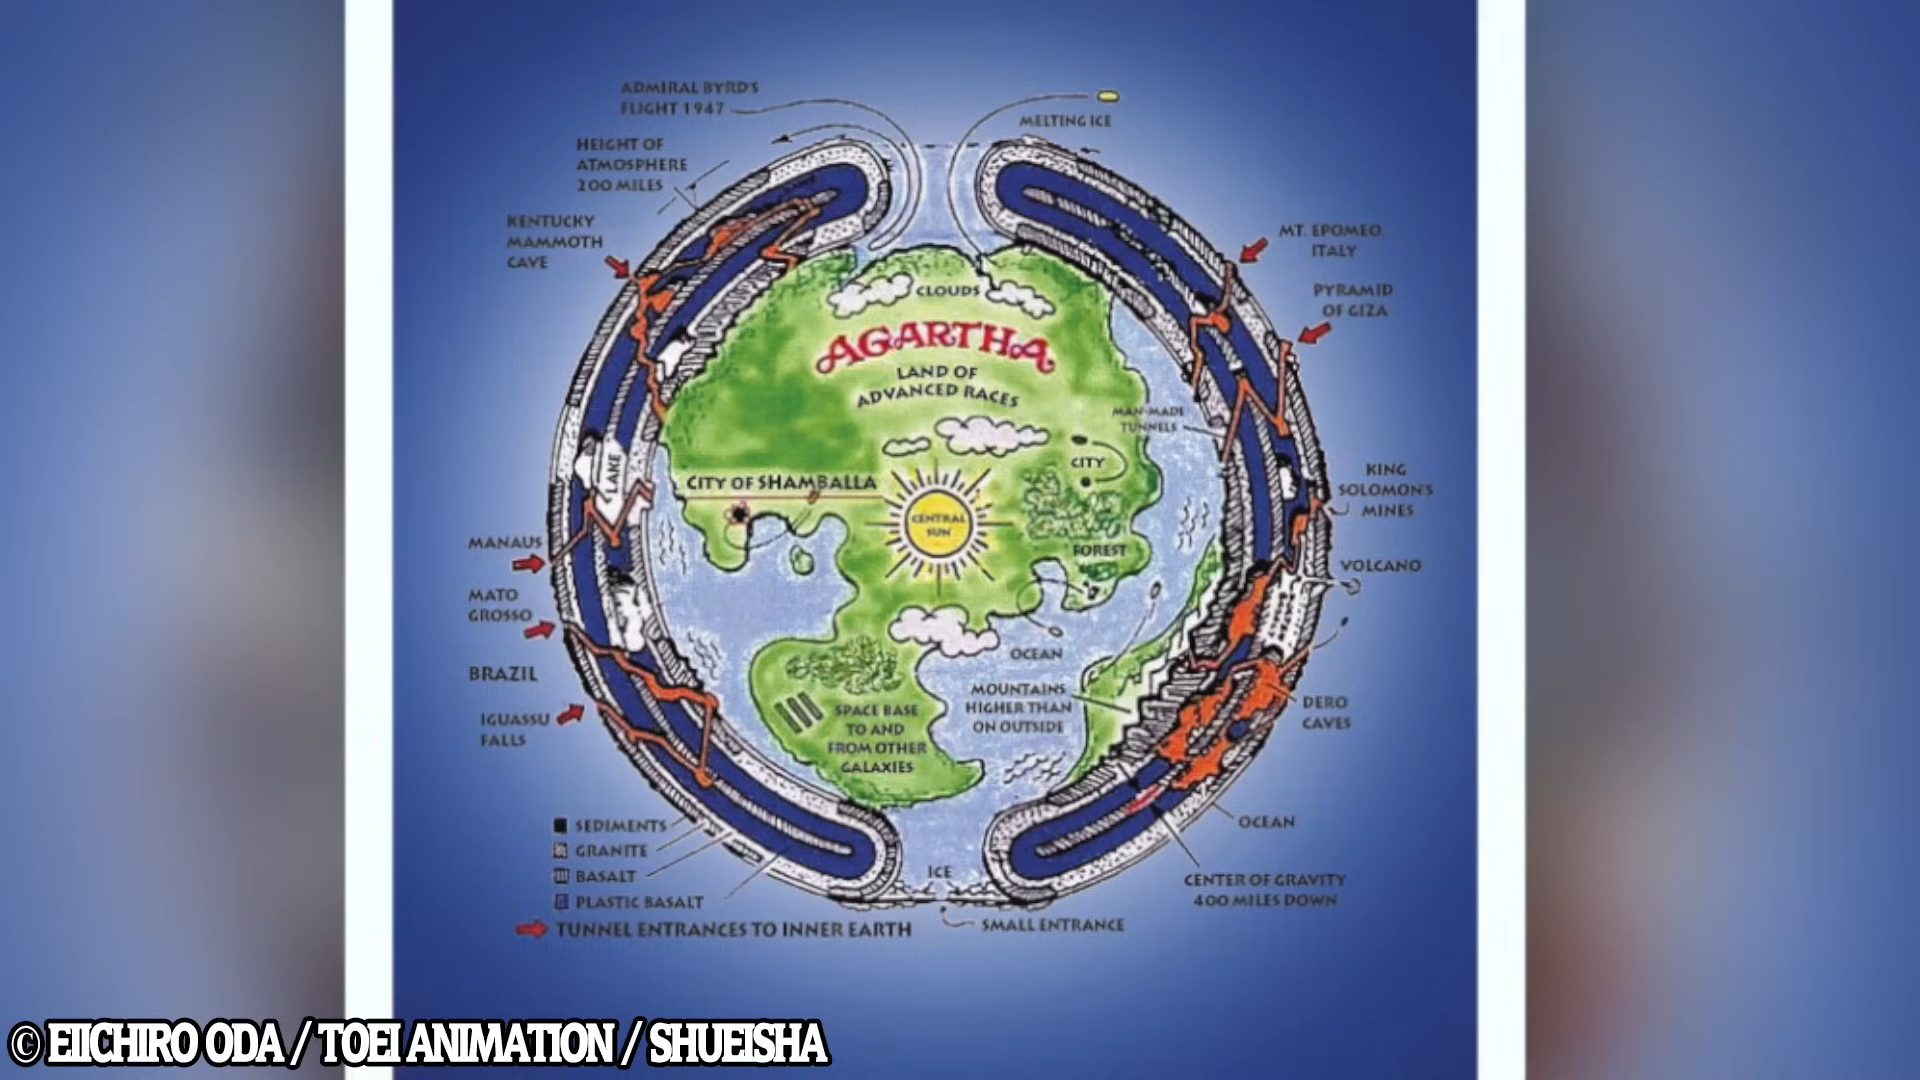 ADMIRAL BYRD'S
FLIGHT 1947
MELTING ICE
HEIGHT OF
ATMOSPHERE
200 MILES
KENTUCKY
MAMMOTH
CAVE
MT. EPOMEO,
ITALY
PYRAMID
OF GIZA
CLOUDS
AGARTHA
LAND OF
ADVANCED RACES
MAN-MADE
TUNNELS
CITY
LAKE
CITY OF SHAMBALLA
KING
SOLOMON'S
MINES
CENTRAL
SUN
MANAUS
FOREST
VOLCANO
MATO
GROSSO
OCEAN
BRAZIL
MOUNTAINS
HIGHER THAN
ON OUTSIDE
SPACE BASE
TO AND
FROM OTHER
GALAXIES
DERO
CAVES
IGUASSU
FALLS
OCEAN
SEDIMENTS
GRANITE
BASALT
PLASTIC BASALT
ICE
CENTER OF GRAVITY
400 MILES DOWN
TUNNEL ENTRANCES TO INNER EARTH
SMALL ENTRANCE
© EIICHIRO ODA / TOEI ANIMATION / SHUEISHA